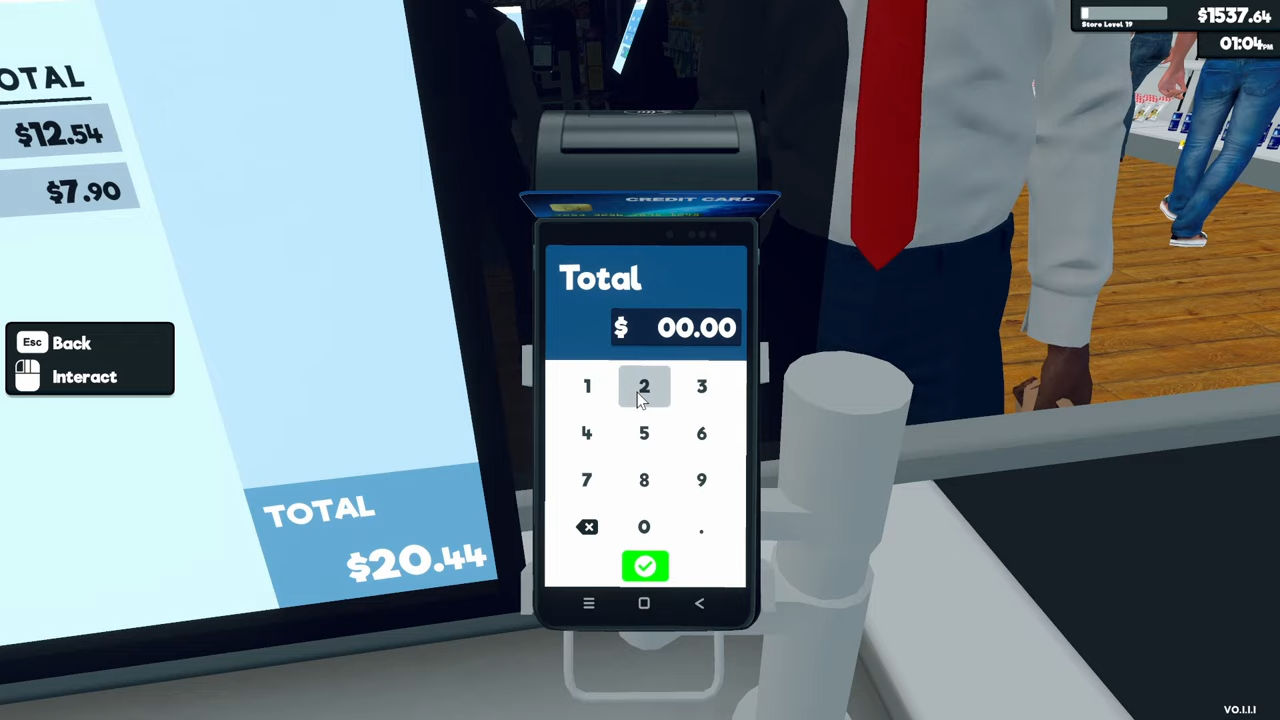 Store Level 19
$1537.64
01:04PM
OTAL
$12.54
$7.90
TOTAL
$20.44
Esc Back
Interact
CREDIT CARD
Total
$ 00.00
1 2 3
4 5 6
7 8 9
0 .
V0.1.1.1